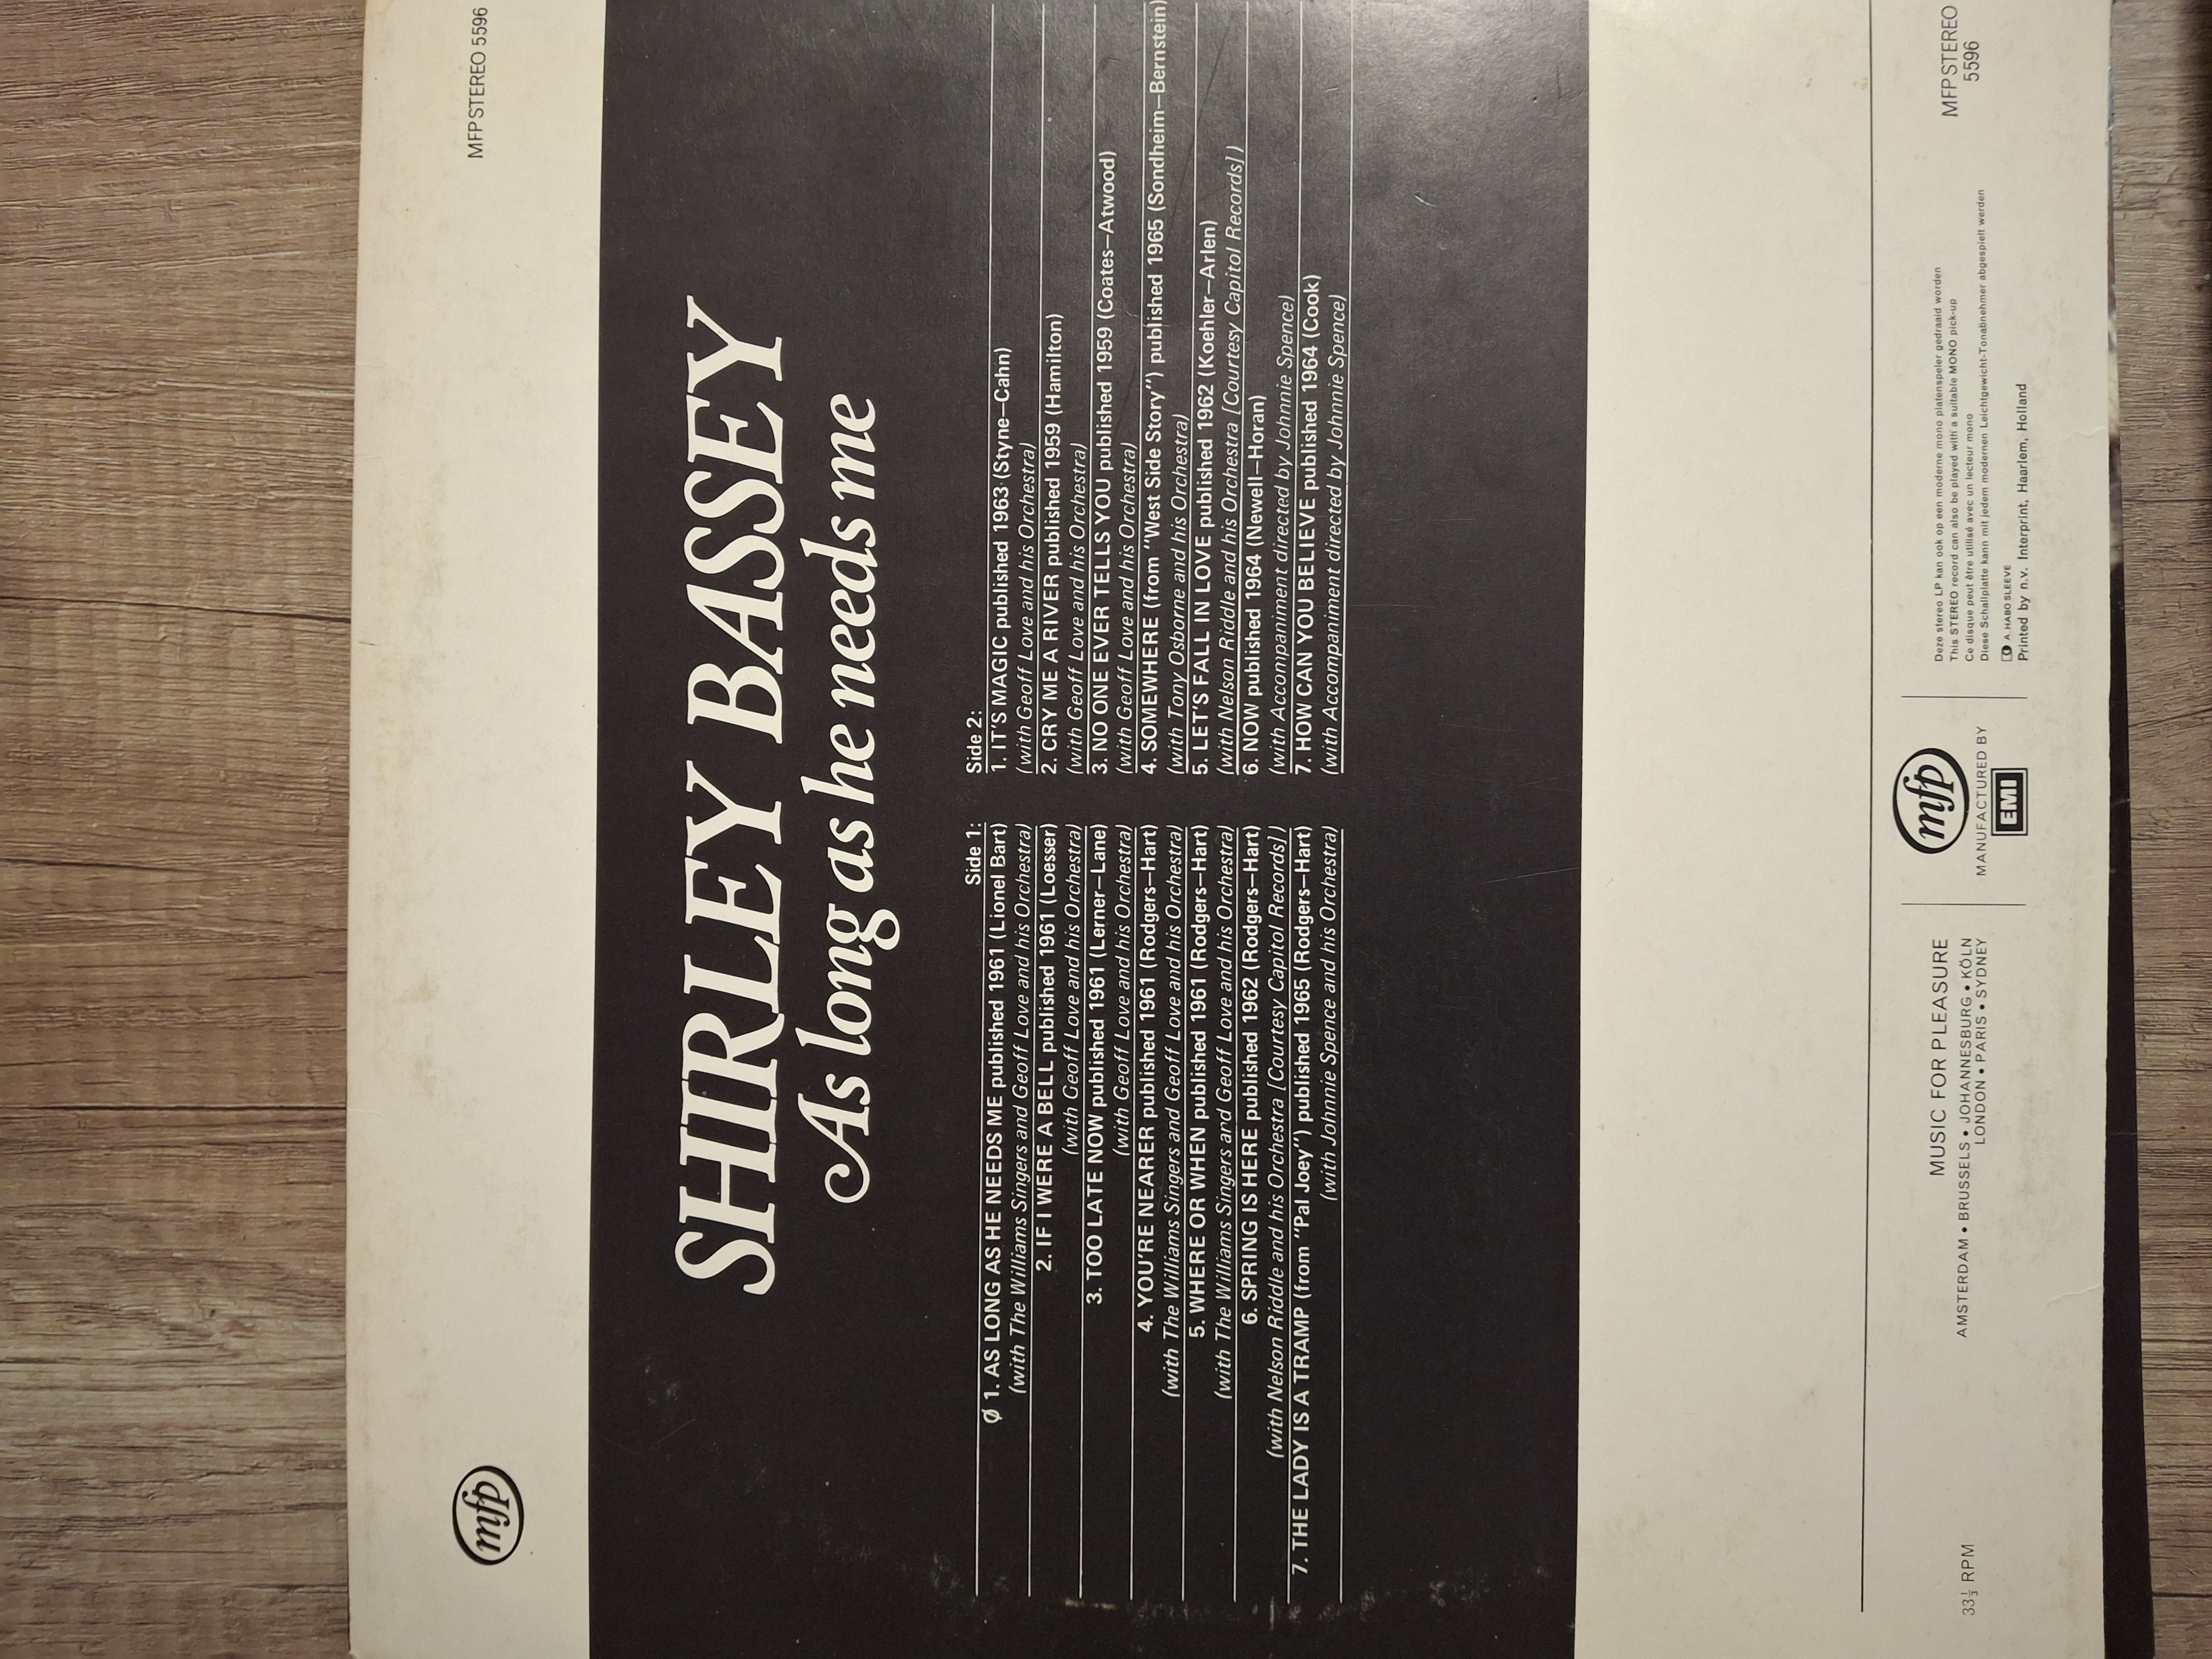 mfp
MFP STEREO 5596
SHIRLEY BASSEY
As long as he needs me
Side 1:
Ø 1. AS LONG AS HE NEEDS ME published 1961 (Lionel Bart)
(with The Williams Singers and Geoff Love and his Orchestra)
2. IF I WERE A BELL published 1961 (Loesser)
(with Geoff Love and his Orchestra)
3. TOO LATE NOW published 1961 (Lerner—Lane)
(with Geoff Love and his Orchestra)
4. YOU'RE NEARER published 1961 (Rodgers—Hart)
(with The Williams Singers and Geoff Love and his Orchestra)
5. WHERE OR WHEN published 1961 (Rodgers—Hart)
(with The Williams Singers and Geoff Love and his Orchestra)
6. SPRING IS HERE published 1962 (Rodgers—Hart)
(with Nelson Riddle and his Orchestra [Courtesy Capitol Records])
7. THE LADY IS A TRAMP (from "Pal Joey") published 1965 (Rodgers—Hart)
(with Johnnie Spence and his Orchestra)
Side 2:
1. IT'S MAGIC published 1963 (Styne—Cahn)
(with Geoff Love and his Orchestra)
2. CRY ME A RIVER published 1959 (Hamilton)
(with Geoff Love and his Orchestra)
3. NO ONE EVER TELLS YOU published 1959 (Coates—Atwood)
(with Geoff Love and his Orchestra)
4. SOMEWHERE (from "West Side Story") published 1965 (Sondheim—Bernstein)
(with Tony Osborne and his Orchestra)
5. LET'S FALL IN LOVE published 1962 (Koehler—Arlen)
(with Nelson Riddle and his Orchestra [Courtesy Capitol Records])
6. NOW published 1964 (Newell—Horan)
(with Accompaniment directed by Johnnie Spence)
7. HOW CAN YOU BELIEVE published 1964 (Cook)
(with Accompaniment directed by Johnnie Spence)
33⅓ RPM
MUSIC FOR PLEASURE
AMSTERDAM • BRUSSELS • JOHANNESBURG • KÖLN
LONDON • PARIS • SYDNEY
mfp
MANUFACTURED BY
EMI
Deze stereo LP kan ook op een moderne mono platenspeler gedraaid worden
This STEREO record can also be played with a suitable MONO pick-up
Ce disque peut être utilisé avec un lecteur mono
Diese Schallplatte kann mit jedem modernen Leichtgewicht-Tonabnehmer abgespielt werden
A HABO SLEEVE
Printed by n.v. Interprint, Haarlem, Holland
MFP STEREO
5596